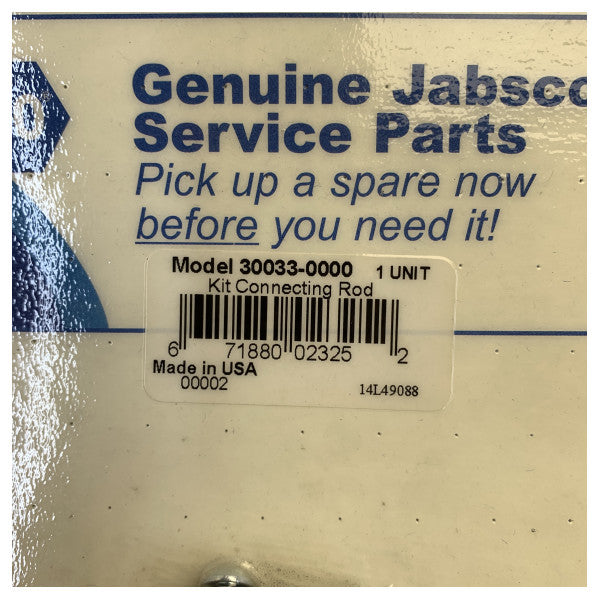 Genuine Jabsco
Service Parts
Pick up a spare now
before you need it!
Model 30033-0000 1 UNIT
Kit Connecting Rod
6 71880 02325 2
Made in USA
00002 14L49088